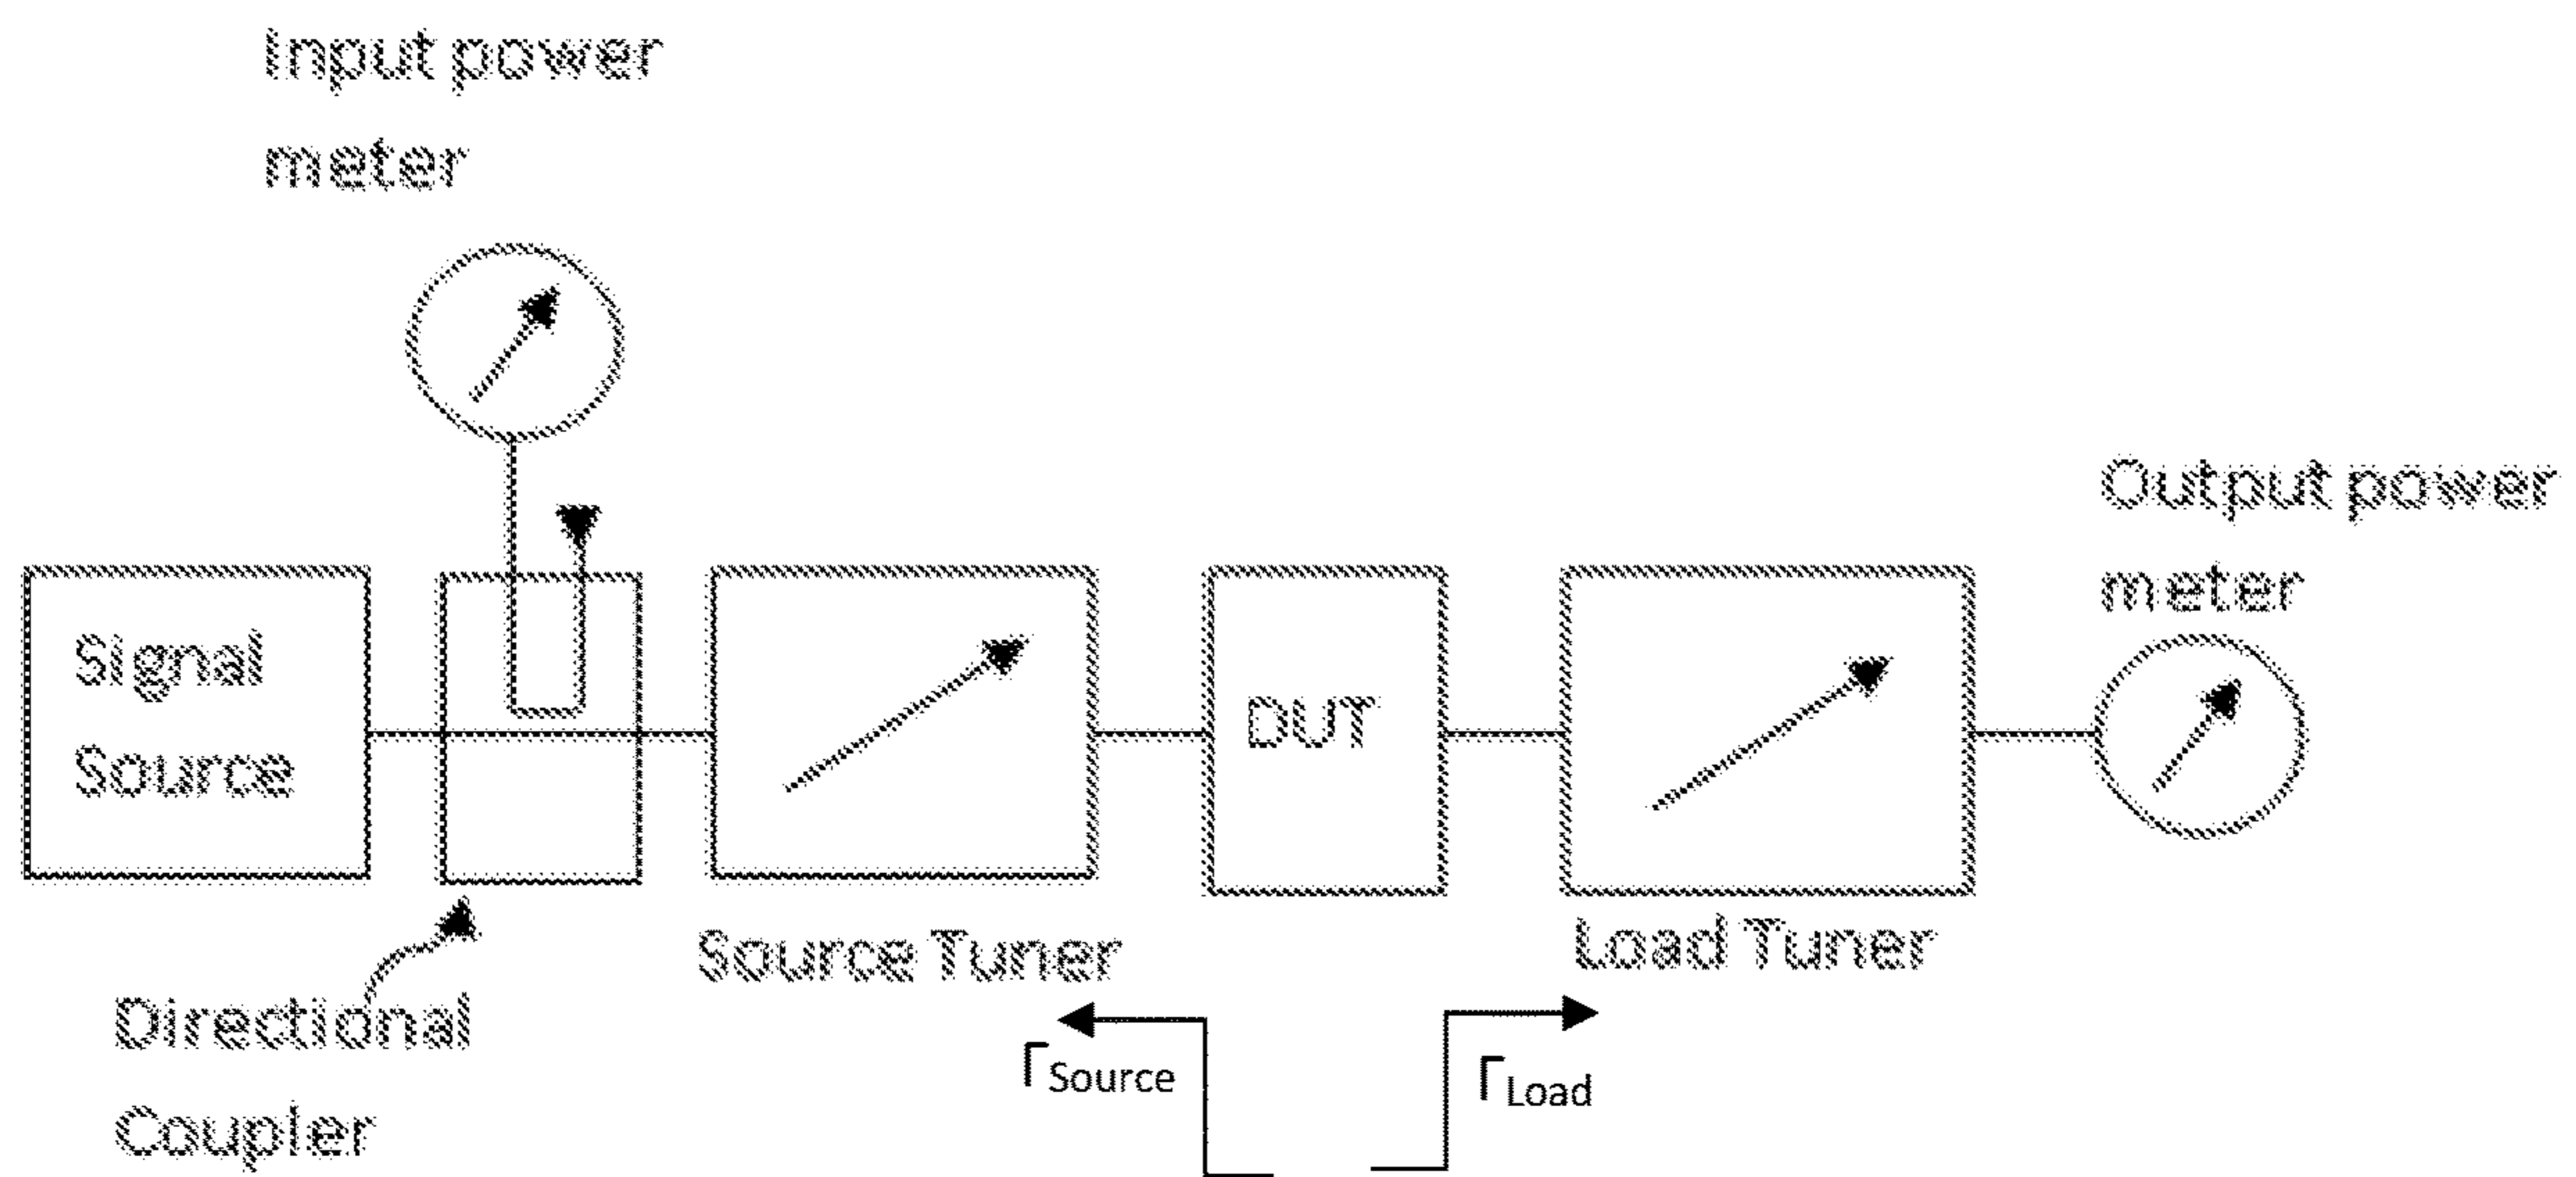 Input power
meter
Output power
meter
Signal
Source
DUT
Source Tuner
Load Tuner
Directional
Coupler
ΓSource
ΓLoad